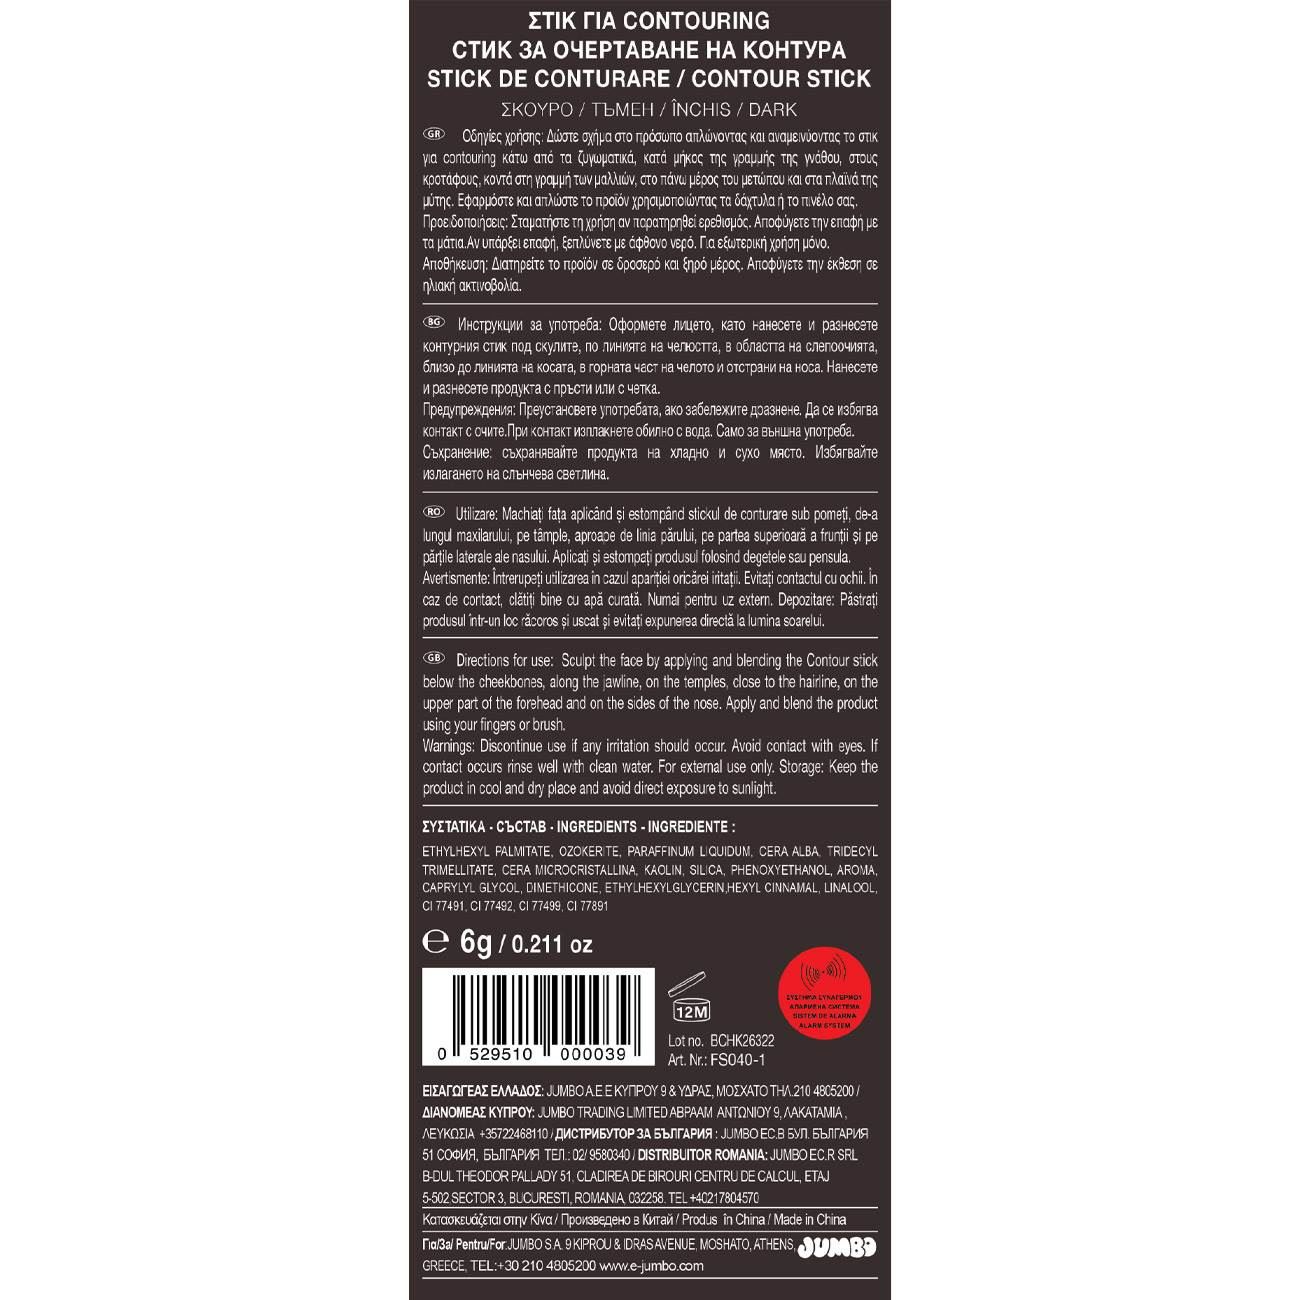 ΣΤΙΚ ΓΙΑ CONTOURING
СТИК ЗА ОЧЕРТАВАНЕ НА КОНТУРА
STICK DE CONTURARE / CONTOUR STICK
ΣΚΟΥΡΟ / ТЪМЕН / ÎNCHIS / DARK
GR Οδηγίες χρήσης: Δώστε σχήμα στο πρόσωπο απλώνοντας και αναμειγνύοντας το στικ
για contouring κάτω από τα ζυγωματικά, κατά μήκος της γραμμής της γνάθου, στους
κροτάφους, κοντά στη γραμμή των μαλλιών, στο πάνω μέρος του μετώπου και στα πλαϊνά της
μύτης. Εφαρμόστε και απλώστε το προϊόν χρησιμοποιώντας τα δάχτυλα ή το πινέλο σας.
Προειδοποιήσεις: Σταματήστε τη χρήση αν παρατηρηθεί ερεθισμός. Αποφύγετε την επαφή με
τα μάτια.Αν υπάρξει επαφή, ξεπλύνετε με άφθονο νερό. Για εξωτερική χρήση μόνο.
Αποθήκευση: Διατηρείτε το προϊόν σε δροσερό και ξηρό μέρος. Αποφύγετε την έκθεση σε
ηλιακή ακτινοβολία.
BG Инструкции за употреба: Оформете лицето, като нанесете и разнесете
контурния стик под скулите, по линията на челюстта, в областта на слепоочията,
близо до линията на косата, в горната част на челото и отстрани на носа. Нанесете
и разнесете продукта с пръсти или с четка.
Предупреждения: Преустановете употребата, ако забележите дразнене. Да се избягва
контакт с очите.При контакт изплакнете обилно с вода. Само за външна употреба.
Съхранение: съхранявайте продукта на хладно и сухо място. Избягвайте
излагането на слънчева светлина.
RO Utilizare: Machiați fața aplicând și estompând stickul de conturare sub pomeți, de-a
lungul maxilarului, pe tâmple, aproape de linia părului, pe partea superioară a frunții și pe
părțile laterale ale nasului. Aplicați și estompați produsul folosind degetele sau pensula.
Avertismente: Întrerupeți utilizarea în cazul apariției oricărei iritații. Evitați contactul cu ochii. În
caz de contact, clătiți bine cu apă curată. Numai pentru uz extern. Depozitare: Păstrați
produsul într-un loc răcoros și uscat și evitați expunerea directă la lumina soarelui.
GB Directions for use: Sculpt the face by applying and blending the Contour stick
below the cheekbones, along the jawline, on the temples, close to the hairline, on the
upper part of the forehead and on the sides of the nose. Apply and blend the product
using your fingers or brush.
Warnings: Discontinue use if any irritation should occur. Avoid contact with eyes. If
contact occurs rinse well with clean water. For external use only. Storage: Keep the
product in cool and dry place and avoid direct exposure to sunlight.
ΣΥΣΤΑΤΙΚΑ - СЪСТАВ - INGREDIENTS - INGREDIENTE :
ETHYLHEXYL PALMITATE, OZOKERITE, PARAFFINUM LIQUIDUM, CERA ALBA, TRIDECYL
TRIMELLITATE, CERA MICROCRISTALLINA, KAOLIN, SILICA, PHENOXYETHANOL, AROMA,
CAPRYLYL GLYCOL, DIMETHICONE, ETHYLHEXYLGLYCERIN,HEXYL CINNAMAL, LINALOOL,
CI 77491, CI 77492, CI 77499, CI 77891
℮ 6g / 0.211 oz
ΣΥΣΤΗΜΑ ΣΥΝΑΓΕΡΜΟΥ
АЛАРМЕНА СИСТЕМА
SISTEM DE ALARMA
ALARM SYSTEM
12M
Lot no. BCHK26322
Art. Nr.: FS040-1
0 529510 000039
ΕΙΣΑΓΩΓΕΑΣ ΕΛΛΑΔΟΣ: JUMBO A.E.E ΚΥΠΡΟΥ 9 & ΥΔΡΑΣ, ΜΟΣΧΑΤΟ ΤΗΛ.210 4805200 /
ΔΙΑΝΟΜΕΑΣ ΚΥΠΡΟΥ: JUMBO TRADING LIMITED ΑΒΡΑΑΜ ΑΝΤΩΝΙΟΥ 9, ΛΑΚΑΤΑΜΙΑ ,
ΛΕΥΚΩΣΙΑ +35722468110 / ДИСТРИБУТОР ЗА БЪЛГАРИЯ : JUMBO EC.B БУЛ. БЪЛГАРИЯ
51 СОФИЯ, БЪЛГАРИЯ ТЕЛ.: 02/ 9580340 / DISTRIBUITOR ROMANIA: JUMBO EC.R SRL
B-DUL THEODOR PALLADY 51, CLADIREA DE BIROURI CENTRU DE CALCUL, ETAJ
5-502 SECTOR 3, BUCURESTI, ROMANIA, 032258. TEL +40217804570
Κατασκευάζεται στην Κίνα / Произведено в Китай / Produs în China / Made in China
Για/За/ Pentru/For:JUMBO S.A. 9 KIPROU & IDRAS AVENUE, MOSHATO, ATHENS, JUMBO
GREECE, TEL:+30 210 4805200 www.e-jumbo.com